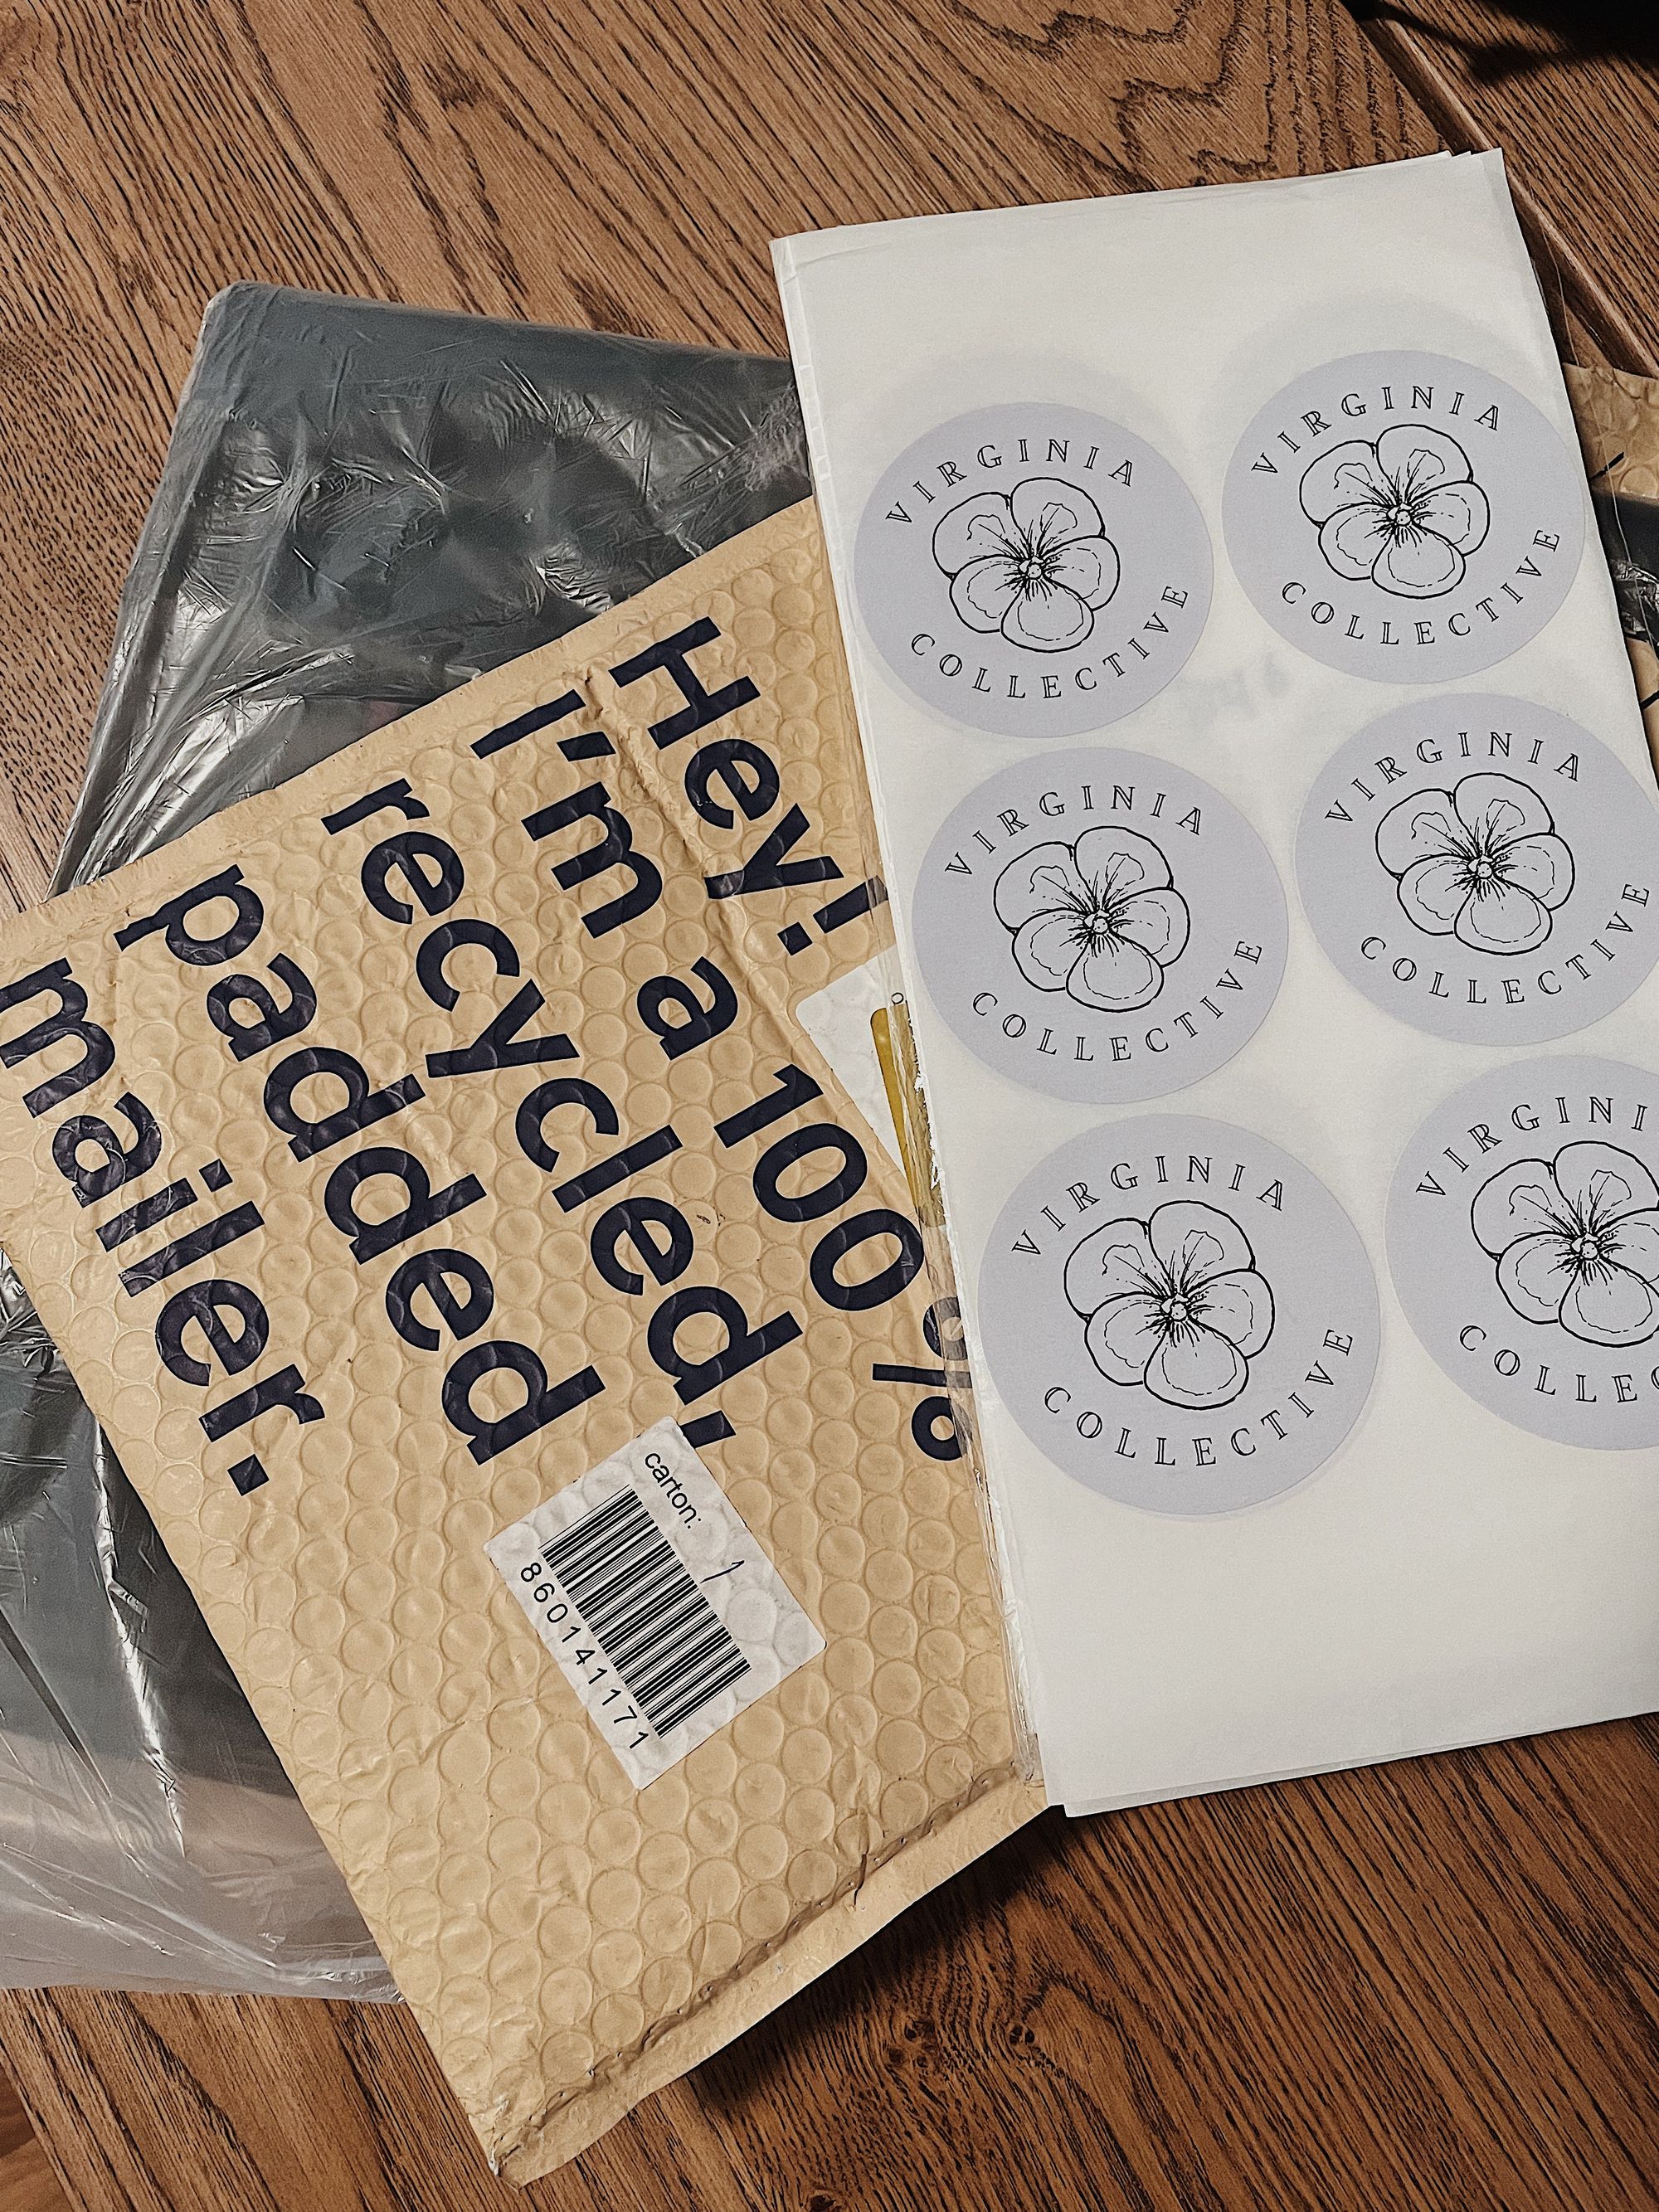 Hey!
I'm a 100%
recycled,
padded
mailer.
carton: 1
860141171
VIRGINIA
COLLECTIVE
VIRGINIA
COLLECTIVE
VIRGINIA
COLLECTIVE
VIRGINIA
COLLECTIVE
VIRGINIA
COLLECTIVE
VIRGINI
COLLEC